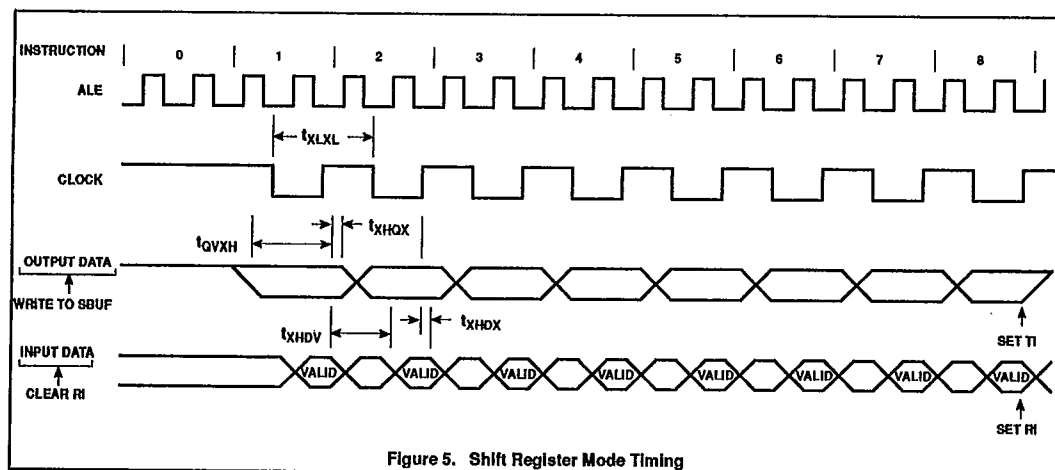 INSTRUCTION | 0 | 1 | 2 | 3 | 4 | 5 | 6 | 7 | 8 |
ALE
tXLXL
CLOCK
tQVXH
tXHQX
OUTPUT DATA
WRITE TO SBUF
tXHDV
tXHDX
SET TI
INPUT DATA
VALID VALID VALID VALID VALID VALID VALID VALID
CLEAR RI
SET RI
Figure 5. Shift Register Mode Timing